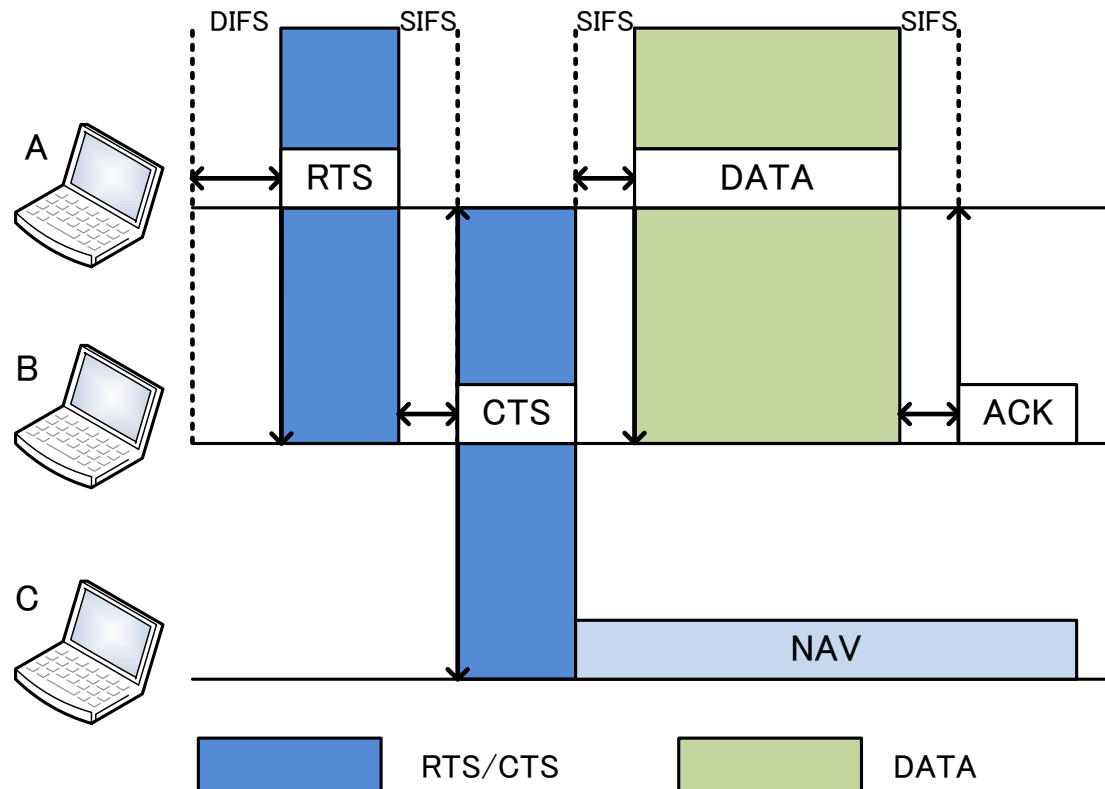 DIFS
SIFS
SIFS
SIFS
A
RTS
DATA
B
CTS
ACK
C
NAV
RTS/CTS
DATA